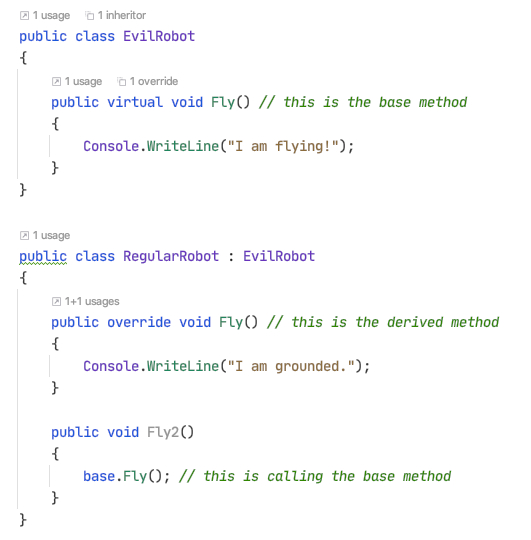 1 usage 1 inheritor
public class EvilRobot
{
1 usage 1 override
public virtual void Fly() // this is the base method
{
Console.WriteLine("I am flying!");
}
}
1 usage
public class RegularRobot : EvilRobot
{
1+1 usages
public override void Fly() // this is the derived method
{
Console.WriteLine("I am grounded.");
}
public void Fly2()
{
base.Fly(); // this is calling the base method
}
}